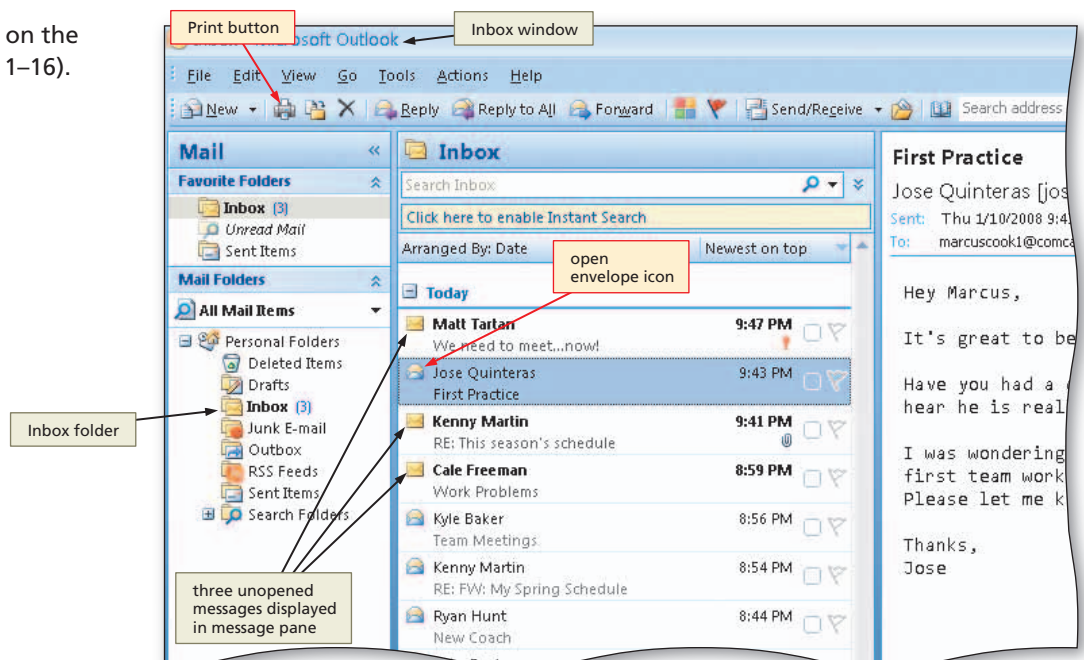 on the
1–16).
Print button
Inbox window
osoft Outlook
File Edit View Go Tools Actions Help
New Reply Reply to All Forward Send/Receive Search address
Mail
Favorite Folders
Inbox (3)
Unread Mail
Sent Items
Mail Folders
All Mail Items
Personal Folders
Deleted Items
Drafts
Inbox (3)
Junk E-mail
Outbox
RSS Feeds
Sent Items
Search Folders
Inbox folder
three unopened
messages displayed
in message pane
Inbox
Search Inbox
Click here to enable Instant Search
Arranged By: Date Newest on top
open
envelope icon
Today
Matt Tartan 9:47 PM
We need to meet...now!
Jose Quinteras 9:43 PM
First Practice
Kenny Martin 9:41 PM
RE: This season's schedule
Cale Freeman 8:59 PM
Work Problems
Kyle Baker 8:56 PM
Team Meetings
Kenny Martin 8:54 PM
RE: FW: My Spring Schedule
Ryan Hunt 8:44 PM
New Coach
First Practice
Jose Quinteras [jos
Sent: Thu 1/10/2008 9:4
To: marcuscook1@comca
Hey Marcus,
It's great to be
Have you had a
hear he is real
I was wondering
first team work
Please let me k
Thanks,
Jose